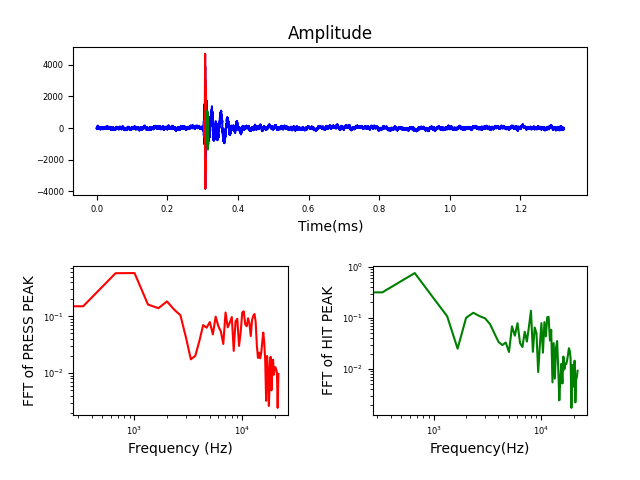 Amplitude
4000
2000
0
−2000
−4000
0.0 0.2 0.4 0.6 0.8 1.0 1.2
Time(ms)
FFT of PRESS PEAK
10⁻¹
10⁻²
10³ 10⁴
Frequency (Hz)
FFT of HIT PEAK
10⁰
10⁻¹
10⁻²
10³ 10⁴
Frequency(Hz)